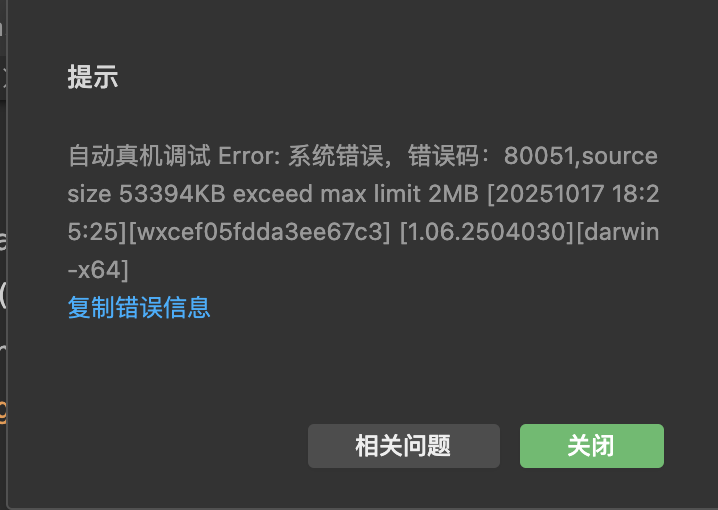 提示
自动真机调试 Error: 系统错误，错误码：80051,source
size 53394KB exceed max limit 2MB [20251017 18:2
5:25][wxcef05fdda3ee67c3] [1.06.2504030][darwin
-x64]
复制错误信息
相关问题
关闭